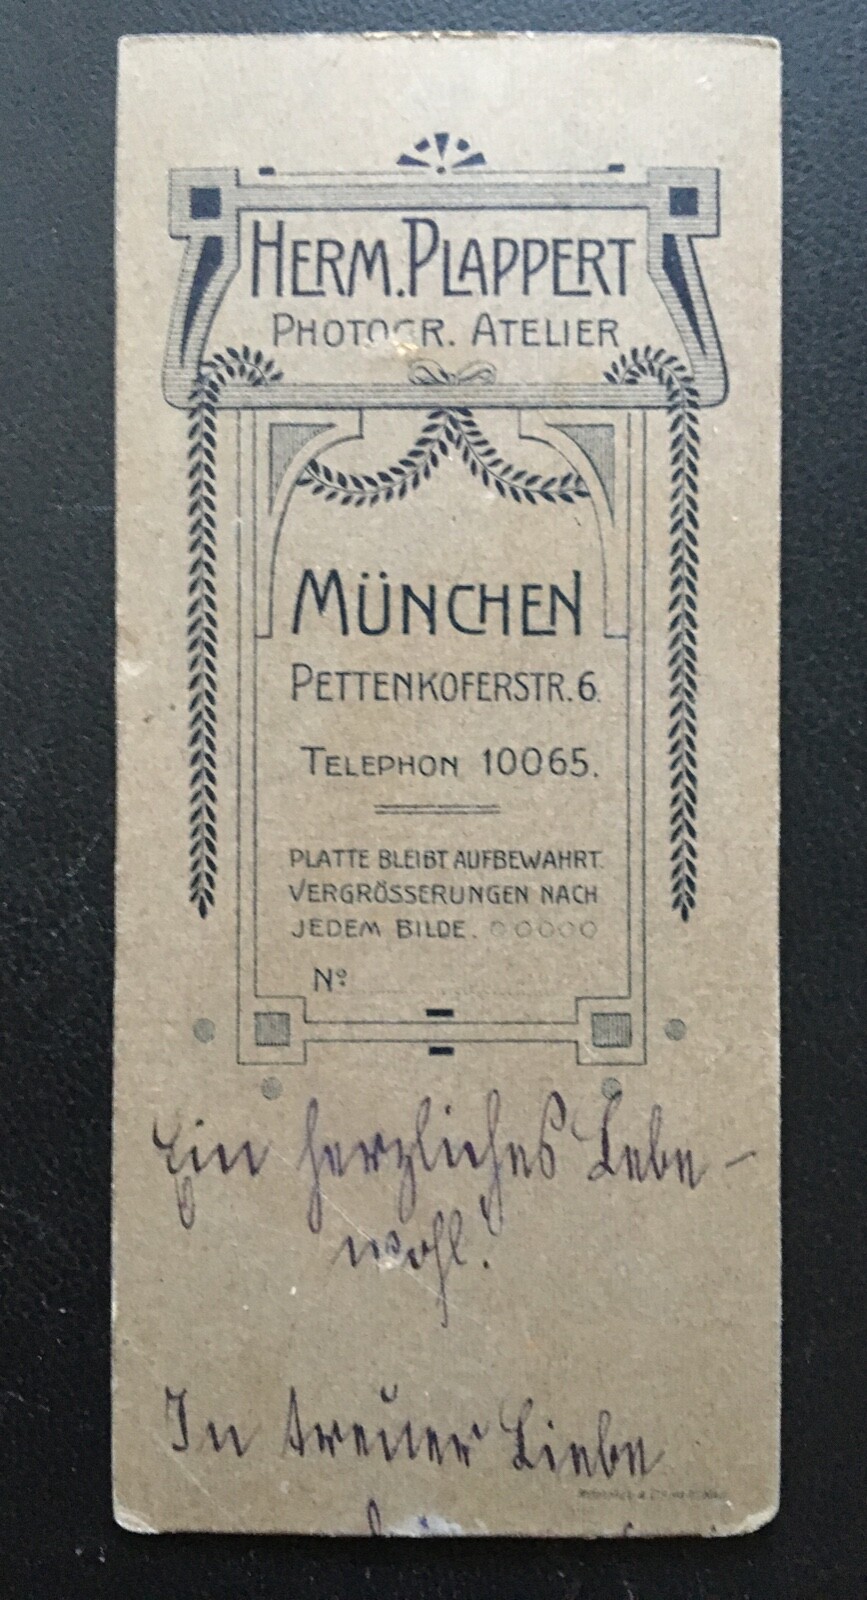 HERM. PLAPPERT
PHOTOGR. ATELIER
MÜNCHEN
PETTENKOFERSTR. 6.
TELEPHON 10065.
PLATTE BLEIBT AUFBEWAHRT.
VERGRÖSSERUNGEN NACH
JEDEM BILDE.
Nº
Ein herzliches Lebe-
wohl!
In treuer Liebe